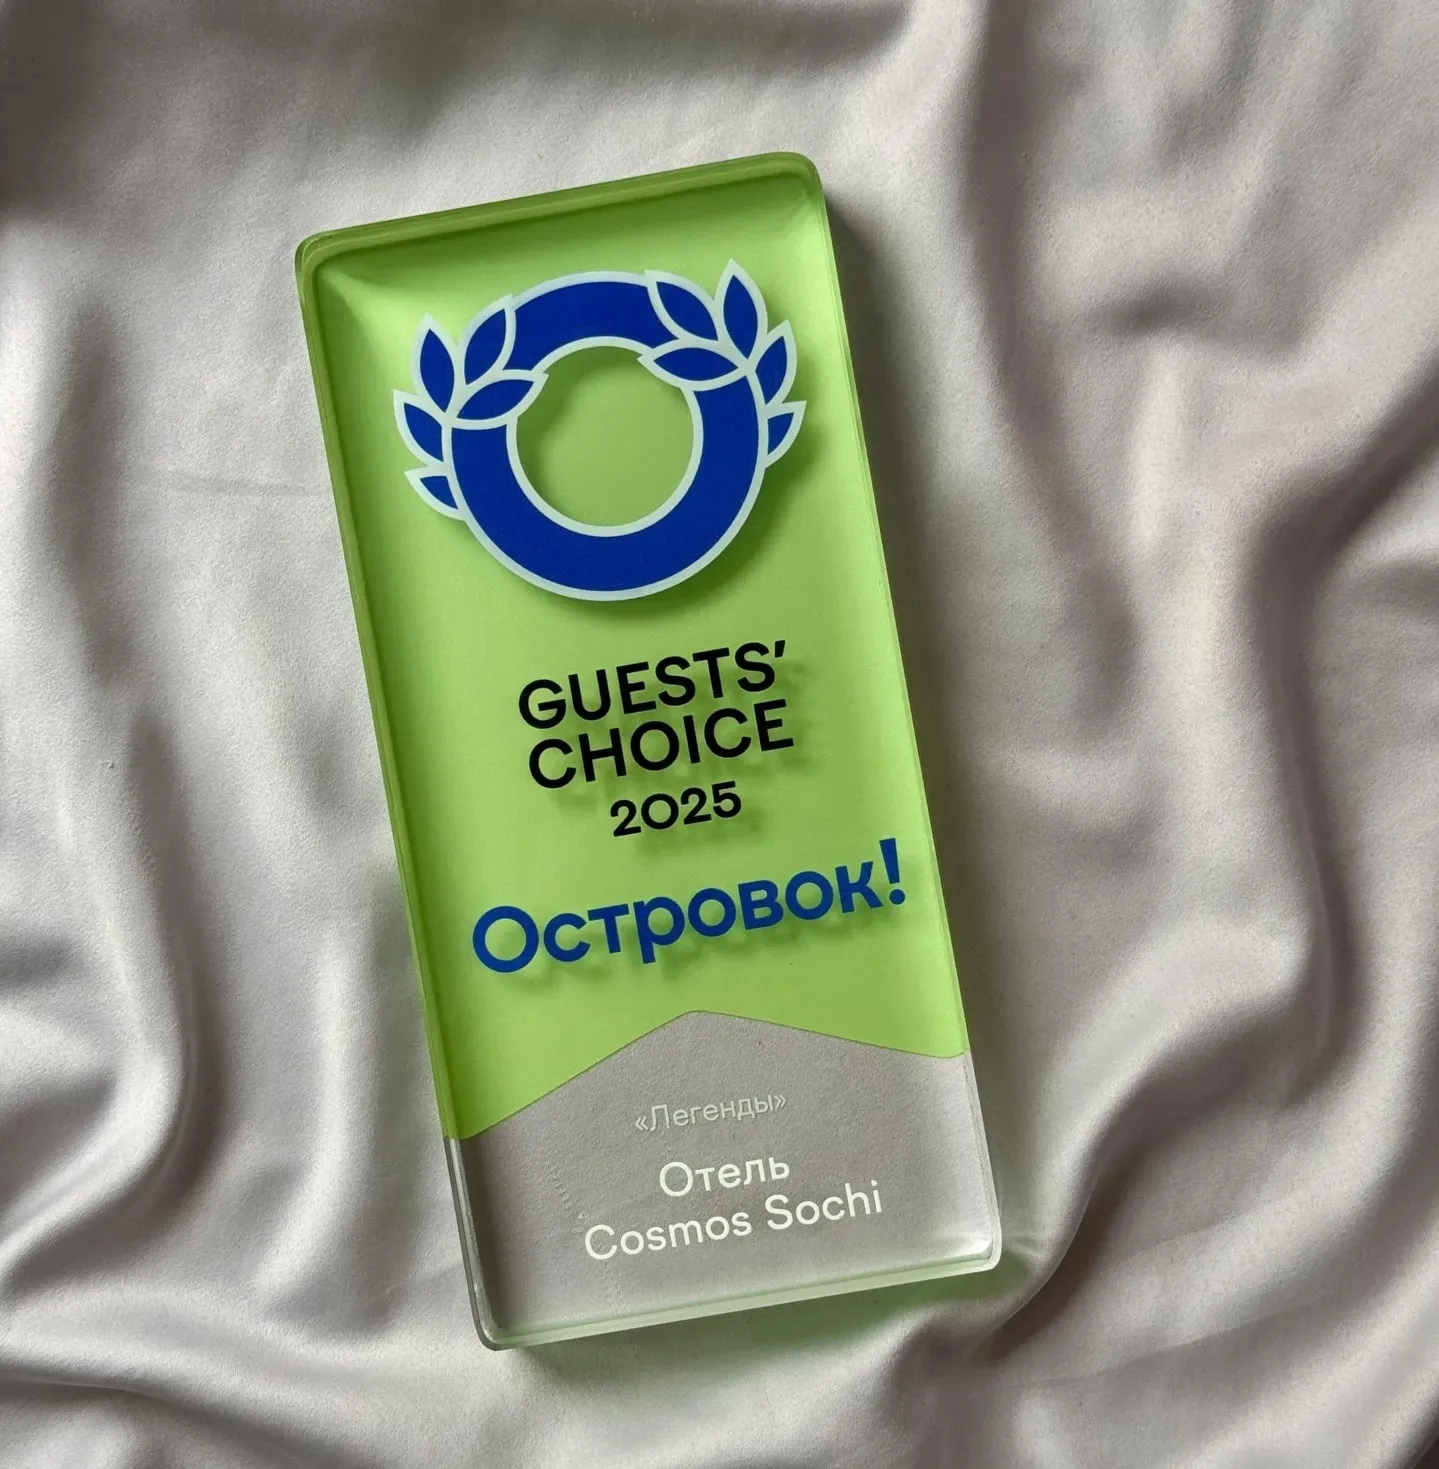 GUESTS’
CHOICE
2025
Островок!
«Легенды»
Отель
Cosmos Sochi